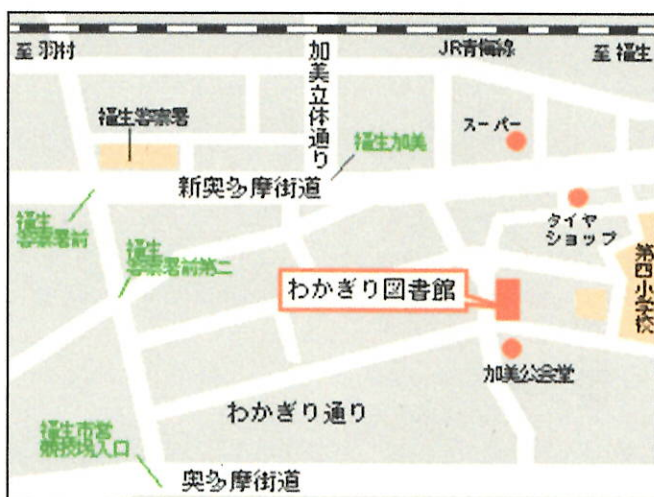 至 羽村
JR青梅線
至 福生
加美立体通り
福生警察署
スーパー
福生加美
新奥多摩街道
福生
警察署前
タイヤ
ショップ
福生
警察署前第二
第四小学校
わかぎり図書館
加美公会堂
わかぎり通り
福生市営
競技場入口
奥多摩街道